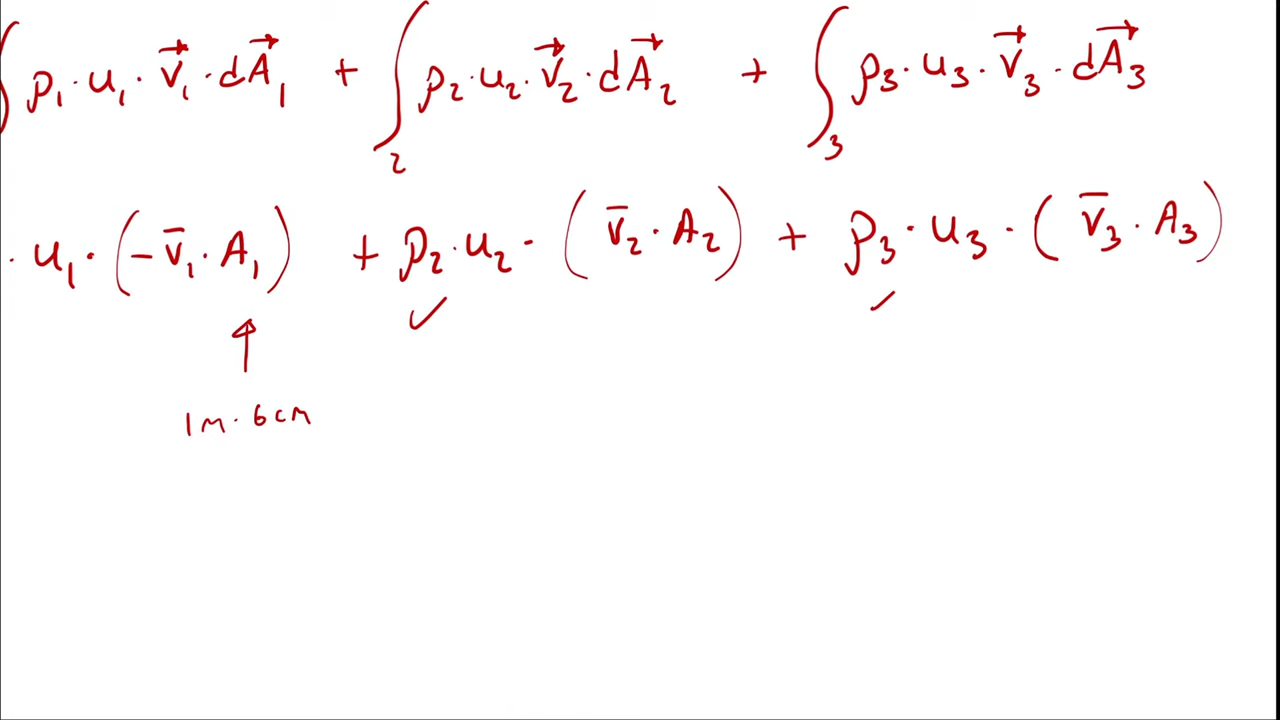 ∫ ρ₁·u₁·v⃗₁·dA⃗₁ + ∫₂ ρ₂·u₂·v⃗₂·dA⃗₂ + ∫₃ ρ₃·u₃·v⃗₃·dA⃗₃
· u₁·(-v̄₁·A₁) + ρ₂·u₂·(v̄₂·A₂) + ρ₃·u₃·(v̄₃·A₃)
1m·6cm